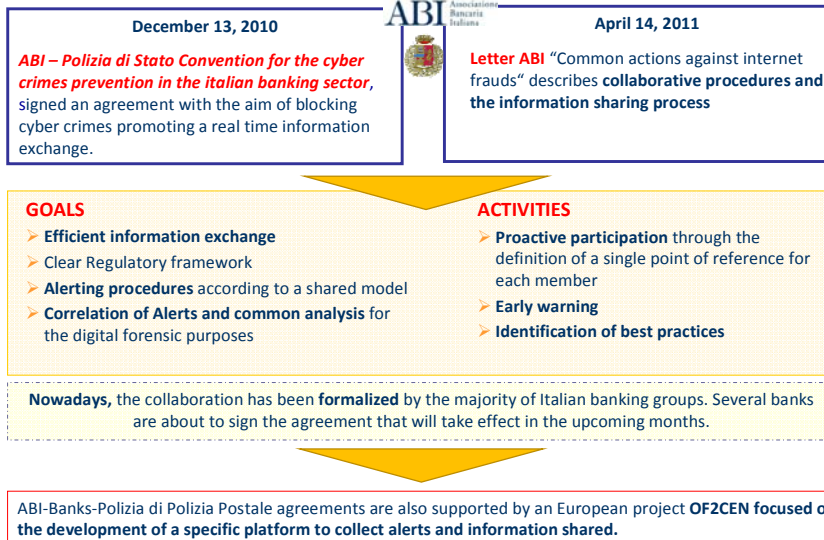 ABI Associazione
Bancaria
Italiana
December 13, 2010
ABI – Polizia di Stato Convention for the cyber
crimes prevention in the italian banking sector,
signed an agreement with the aim of blocking
cyber crimes promoting a real time information
exchange.
April 14, 2011
Letter ABI “Common actions against internet
frauds“ describes collaborative procedures and
the information sharing process
GOALS
➢ Efficient information exchange
➢ Clear Regulatory framework
➢ Alerting procedures according to a shared model
➢ Correlation of Alerts and common analysis for
the digital forensic purposes
ACTIVITIES
➢ Proactive participation through the
definition of a single point of reference for
each member
➢ Early warning
➢ Identification of best practices
Nowadays, the collaboration has been formalized by the majority of Italian banking groups. Several banks
are about to sign the agreement that will take effect in the upcoming months.
ABI-Banks-Polizia di Polizia Postale agreements are also supported by an European project OF2CEN focused o
the development of a specific platform to collect alerts and information shared.